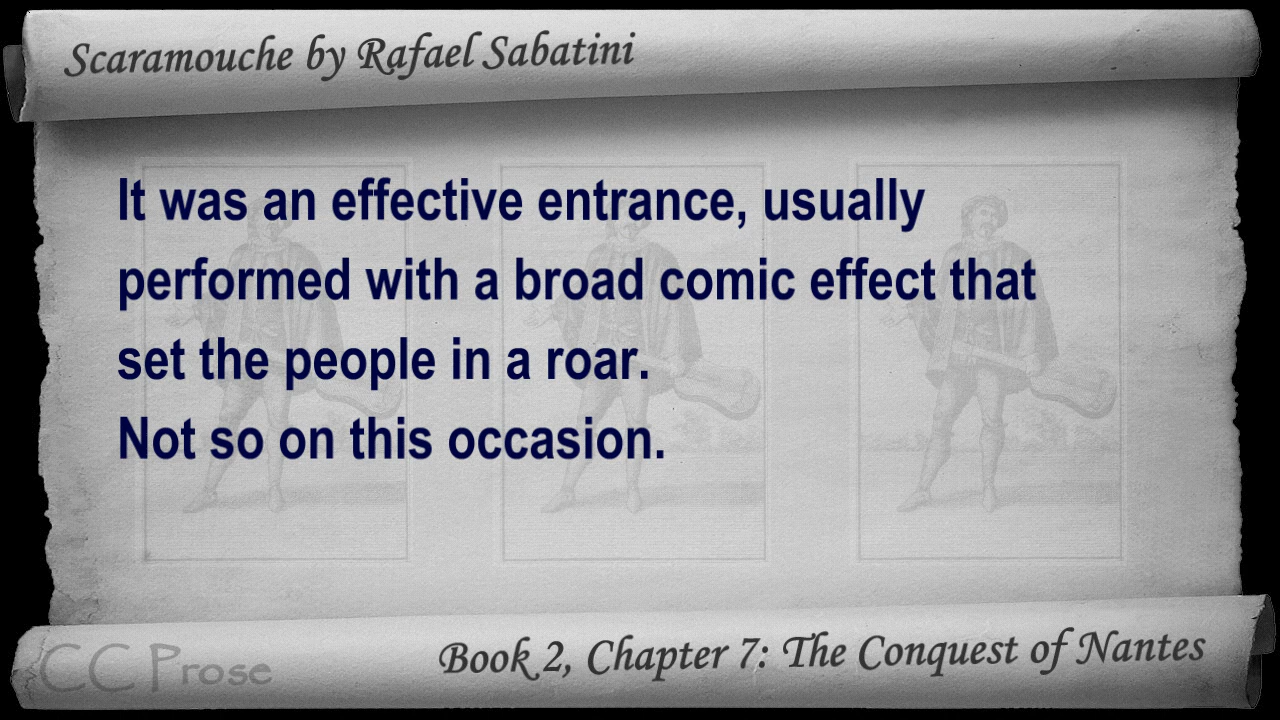 Scaramouche by Rafael Sabatini
It was an effective entrance, usually
performed with a broad comic effect that
set the people in a roar.
Not so on this occasion.
CC Prose
Book 2, Chapter 7: The Conquest of Nantes